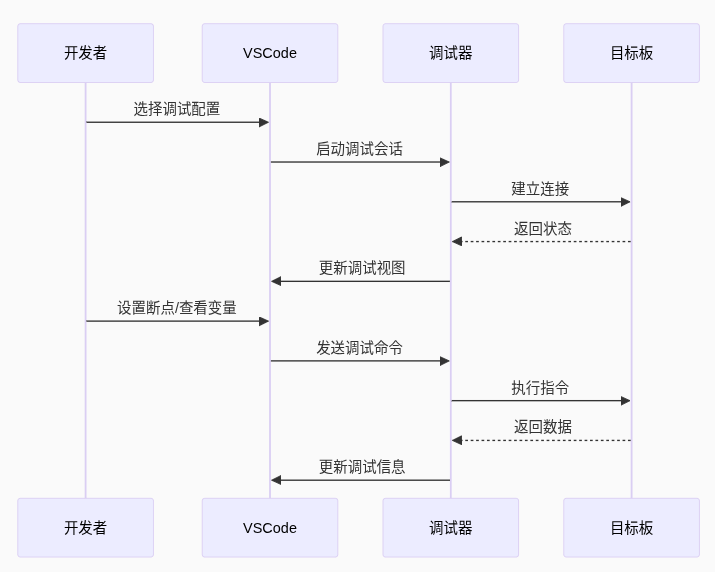 开发者
VSCode
调试器
目标板
选择调试配置
启动调试会话
建立连接
返回状态
更新调试视图
设置断点/查看变量
发送调试命令
执行指令
返回数据
更新调试信息
开发者
VSCode
调试器
目标板